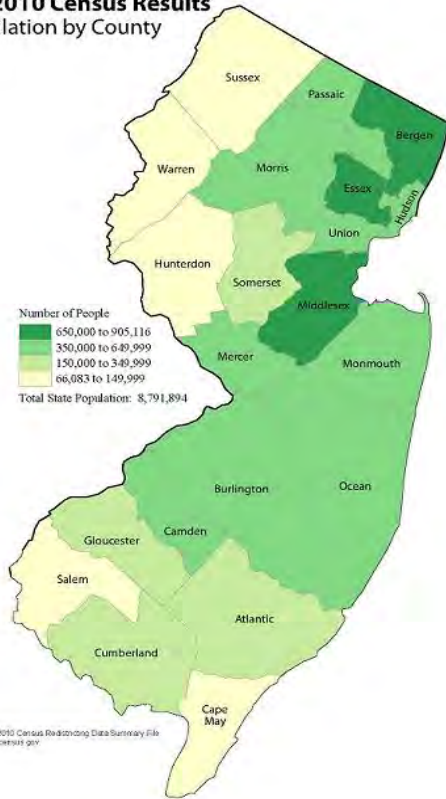 2010 Census Results
lation by County
Sussex
Passaic
Bergen
Warren
Morris
Essex
Hudson
Union
Hunterdon
Somerset
Middlesex
Number of People
650,000 to 905,116
350,000 to 649,999
150,000 to 349,999
66,083 to 149,999
Total State Population: 8,791,894
Mercer
Monmouth
Burlington
Ocean
Camden
Gloucester
Salem
Atlantic
Cumberland
Cape
May
2010 Census Redistricting Data Summary File
census.gov